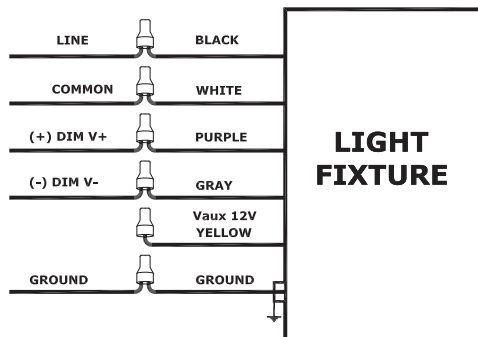 LINE BLACK
COMMON WHITE
(+) DIM V+ PURPLE
(-) DIM V- GRAY
Vaux 12V
YELLOW
GROUND GROUND
LIGHT
FIXTURE